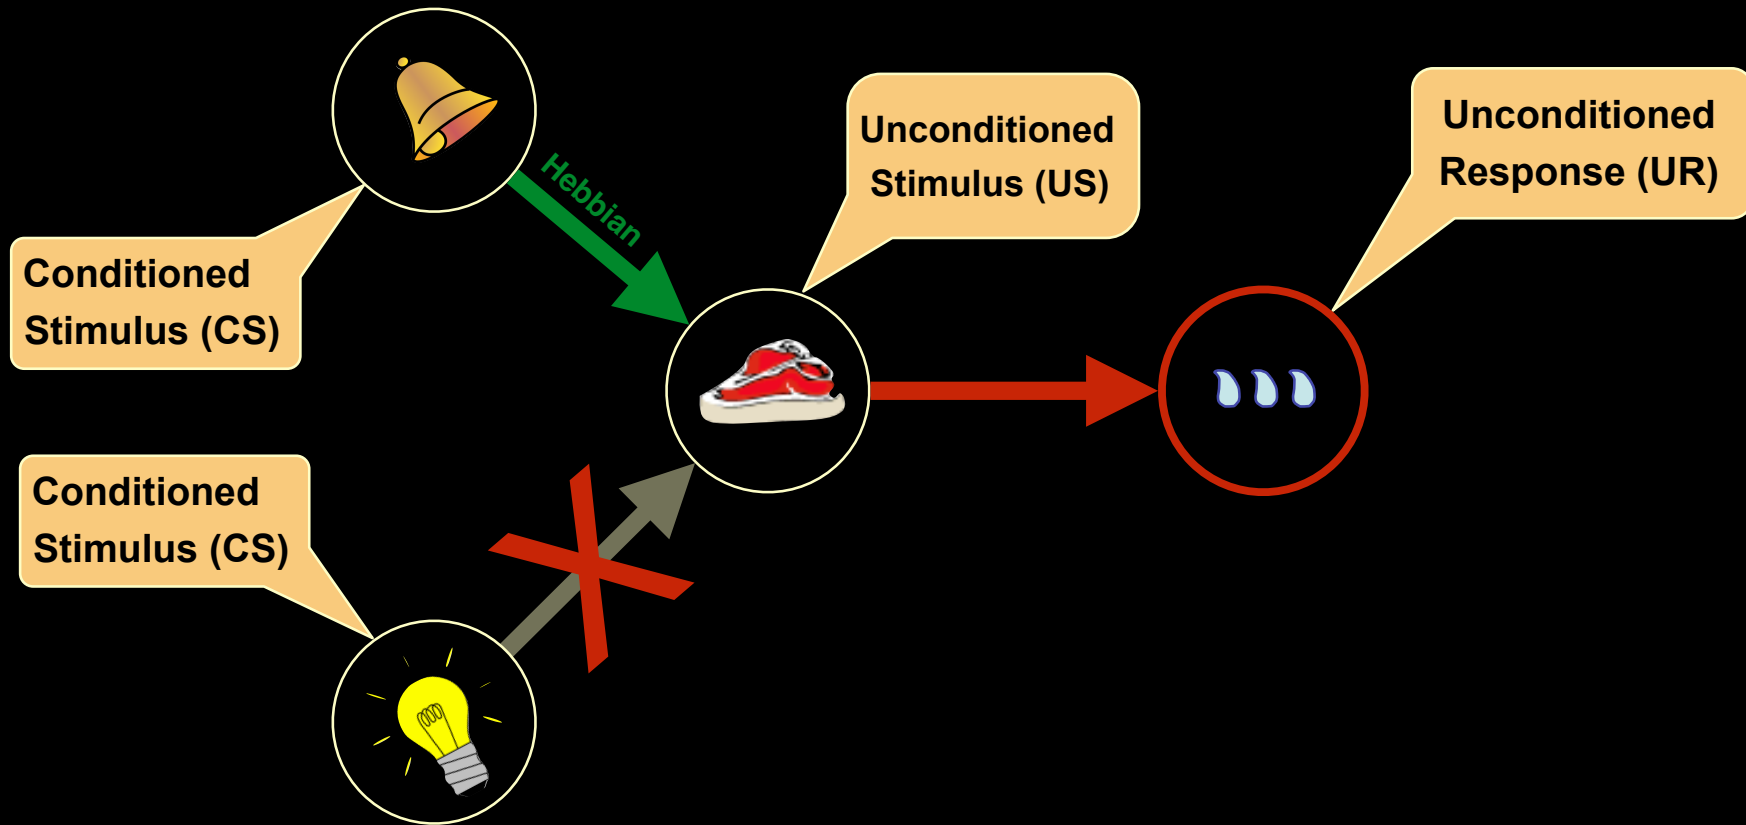 Hebbian
Unconditioned
Stimulus (US)
Unconditioned
Response (UR)
Conditioned
Stimulus (CS)
Conditioned
Stimulus (CS)